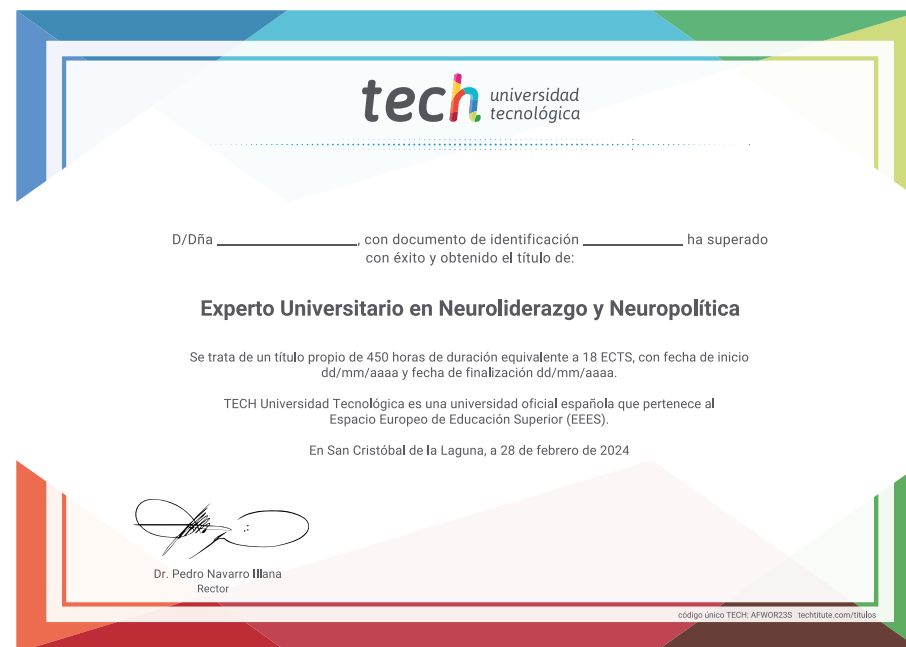 tech universidad
tecnológica
D/Dña ____________________, con documento de identificación ______________ ha superado
con éxito y obtenido el título de:
Experto Universitario en Neuroliderazgo y Neuropolítica
Se trata de un título propio de 450 horas de duración equivalente a 18 ECTS, con fecha de inicio
dd/mm/aaaa y fecha de finalización dd/mm/aaaa.
TECH Universidad Tecnológica es una universidad oficial española que pertenece al
Espacio Europeo de Educación Superior (EEES).
En San Cristóbal de la Laguna, a 28 de febrero de 2024
Dr. Pedro Navarro Illana
Rector
código único TECH: AFWOR23S techtitute.com/titulos